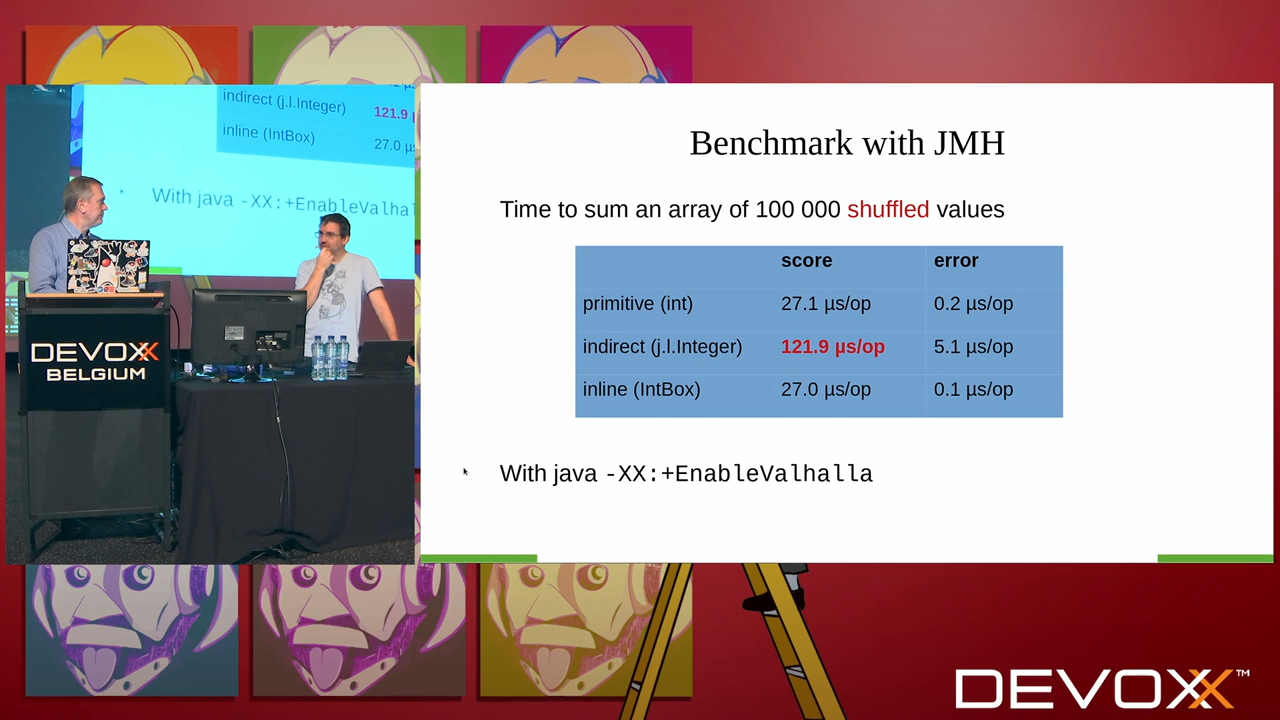 indirect (j.l.Integer) 121.9
inline (IntBox) 27.0 µs
With java -XX:+EnableValhal
DEVOXX
BELGIUM
Benchmark with JMH
Time to sum an array of 100 000 shuffled values
score error
primitive (int) 27.1 µs/op 0.2 µs/op
indirect (j.l.Integer) 121.9 µs/op 5.1 µs/op
inline (IntBox) 27.0 µs/op 0.1 µs/op
With java -XX:+EnableValhalla
DEVOXX™